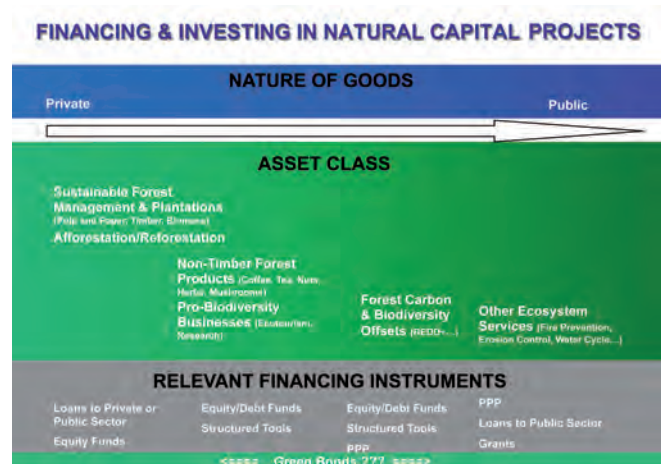 FINANCING & INVESTING IN NATURAL CAPITAL PROJECTS
NATURE OF GOODS
Private
Public
ASSET CLASS
Sustainable Forest
Management & Plantations
(Pulp and Paper, Timber, Biomass)
Afforestation/Reforestation
Non-Timber Forest
Products (Coffee, Tea, Nuts,
Herbs, Mushrooms)
Pro-Biodiversity
Businesses (Ecotourism,
Research)
Forest Carbon
& Biodiversity
Offsets (REDD+...)
Other Ecosystem
Services (Fire Prevention,
Erosion Control, Water Cycle...)
RELEVANT FINANCING INSTRUMENTS
Loans to Private or
Public Sector
Equity Funds
Equity/Debt Funds
Structured Tools
Equity/Debt Funds
Structured Tools
PPP
PPP
Loans to Public Sector
Grants
<==== Green Bonds ??? ====>